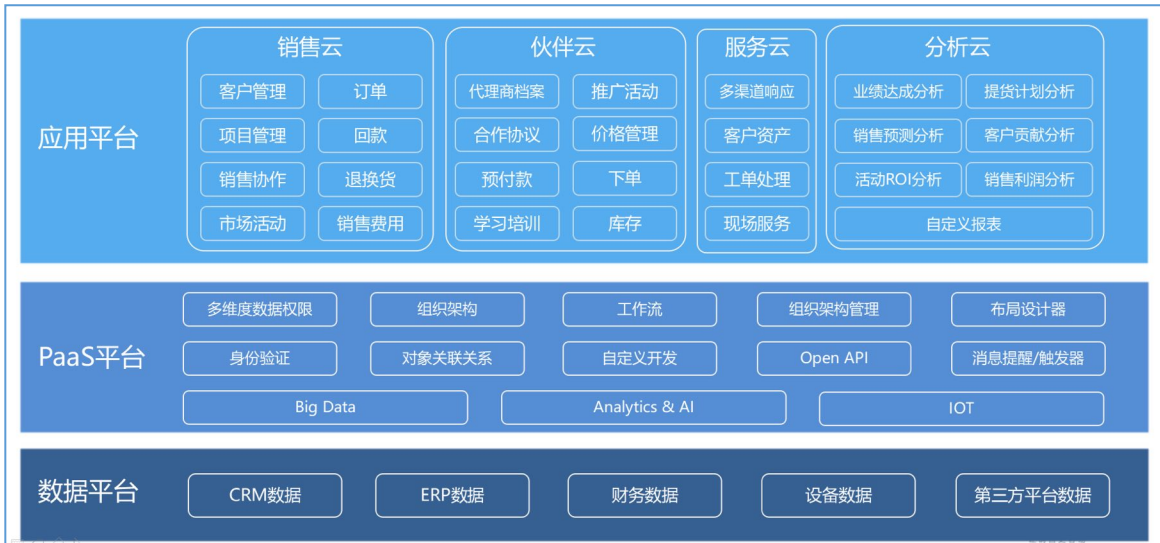 销售云 伙伴云 服务云 分析云
客户管理 订单 代理商档案 推广活动 多渠道响应 业绩达成分析 提货计划分析
应用平台
项目管理 回款 合作协议 价格管理 客户资产 销售预测分析 客户贡献分析
销售协作 退换货 预付款 下单 工单处理 活动ROI分析 销售利润分析
市场活动 销售费用 学习培训 库存 现场服务 自定义报表
多维度数据权限 组织架构 工作流 组织架构管理 布局设计器
PaaS平台
身份验证 对象关联关系 自定义开发 Open API 消息提醒/触发器
Big Data Analytics & AI IOT
数据平台
CRM数据 ERP数据 财务数据 设备数据 第三方平台数据